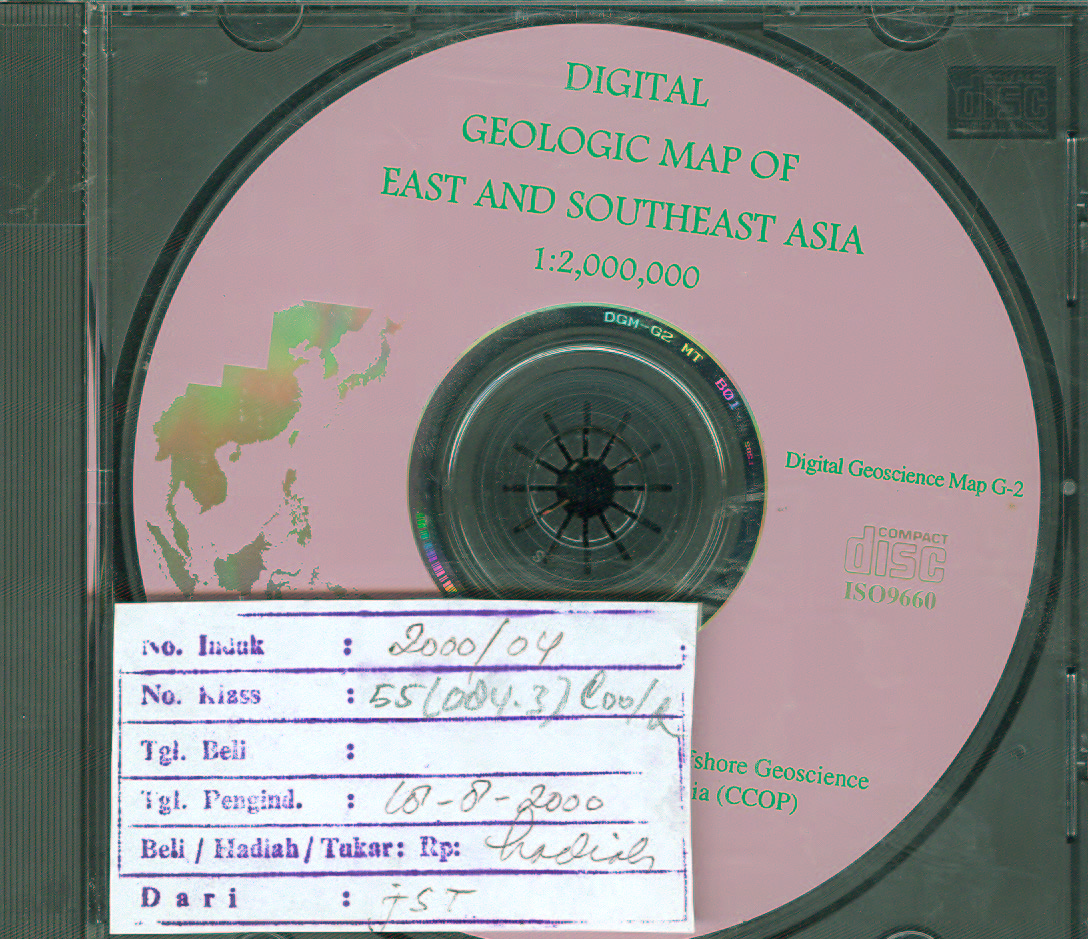 DIGITAL
GEOLOGIC MAP OF
EAST AND SOUTHEAST ASIA
1:2,000,000
COMPACT
disc
DGM-G2 MT B01
Digital Geoscience Map G-2
COMPACT
disc
ISO9660
fshore Geoscience
ia (CCOP)
No. Induk : 2000/04
No. Klass : 55(084.3) Coo/
Tgl. Beli :
Tgl. Pengind. : 18-8-2000
Beli / Hadiah / Tukar: Rp: hadiah
Dari :